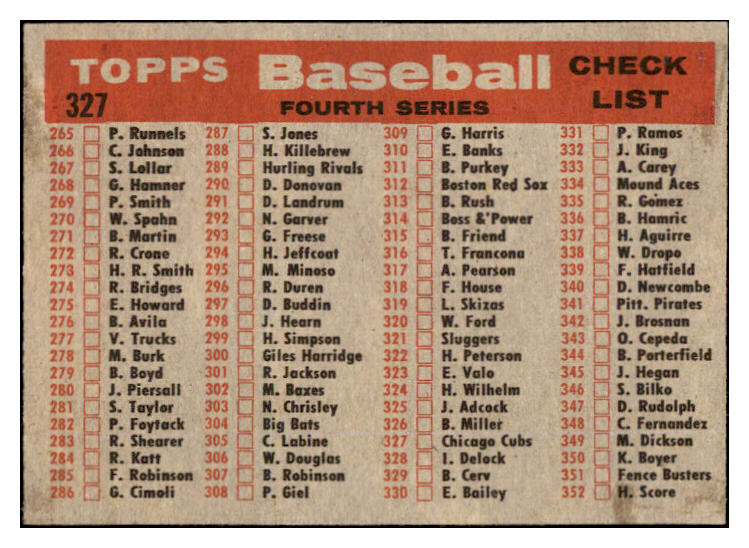 TOPPS Baseball CHECK LIST
327 FOURTH SERIES
265 P. Runnels
266 C. Johnson
267 S. Lollar
268 G. Hamner
269 P. Smith
270 W. Spahn
271 B. Martin
272 R. Crone
273 H. R. Smith
274 R. Bridges
275 E. Howard
276 B. Avila
277 V. Trucks
278 M. Burk
279 B. Boyd
280 J. Piersall
281 S. Taylor
282 P. Foytack
283 R. Shearer
284 R. Katt
285 F. Robinson
286 G. Cimoli
287 S. Jones
288 H. Killebrew
289 Hurling Rivals
290 D. Donovan
291 D. Landrum
292 N. Garver
293 G. Freese
294 H. Jeffcoat
295 M. Minoso
296 R. Duren
297 D. Buddin
298 J. Hearn
299 H. Simpson
300 Giles Harridge
301 R. Jackson
302 M. Baxes
303 N. Chrisley
304 Big Bats
305 C. Labine
306 W. Douglas
307 B. Robinson
308 P. Giel
309 G. Harris
310 E. Banks
311 B. Purkey
312 Boston Red Sox
313 B. Rush
314 Boss &'Power
315 B. Friend
316 T. Francona
317 A. Pearson
318 F. House
319 L. Skizas
320 W. Ford
321 Sluggers
322 H. Peterson
323 E. Valo
324 H. Wilhelm
325 J. Adcock
326 B. Miller
327 Chicago Cubs
328 I. Delock
329 B. Cerv
330 E. Bailey
331 P. Ramos
332 J. King
333 A. Carey
334 Mound Aces
335 R. Gomez
336 B. Hamric
337 H. Aguirre
338 W. Dropo
339 F. Hatfield
340 D. Newcombe
341 Pitt. Pirates
342 J. Brosnan
343 O. Cepeda
344 B. Porterfield
345 J. Hegan
346 S. Bilko
347 D. Rudolph
348 C. Fernandez
349 M. Dickson
350 K. Boyer
351 Fence Busters
352 H. Score